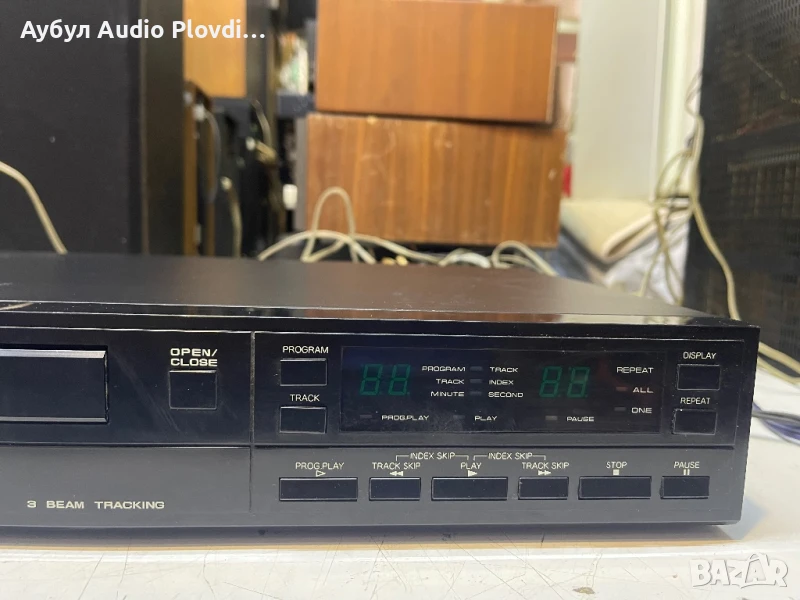 Аубул Audio Plovdi...
OPEN/
CLOSE
PROGRAM
TRACK
88
PROGRAM
TRACK
MINUTE
TRACK
INDEX
SECOND
88
REPEAT
ALL
ONE
PROG.PLAY
PLAY
PAUSE
DISPLAY
REPEAT
INDEX SKIP
INDEX SKIP
PROG.PLAY
TRACK SKIP
PLAY
TRACK SKIP
STOP
PAUSE
3 BEAM TRACKING
BAZAR